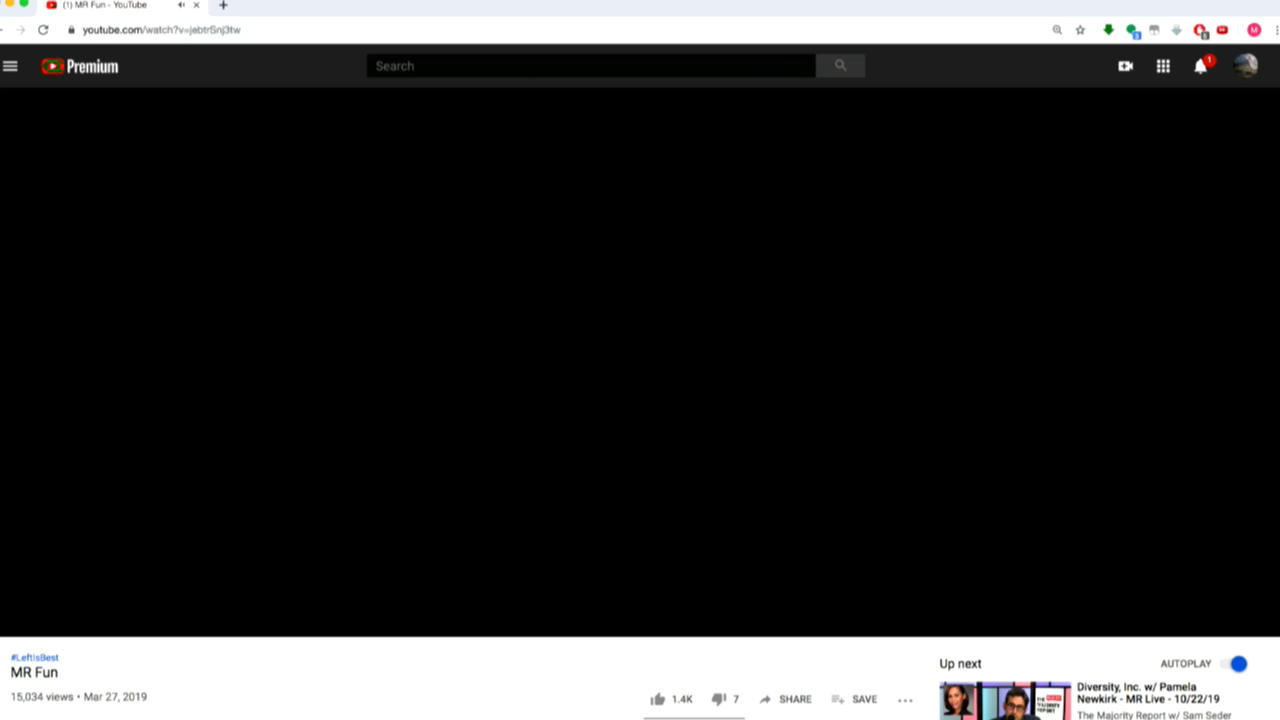 (1) MR Fun - YouTube
youtube.com/watch?v=jebtrSnj3tw
Premium
Search
1
M
#LeftIsBest
MR Fun
15,034 views • Mar 27, 2019
1.4K
7
SHARE
SAVE
Up next
AUTOPLAY
Diversity, Inc. w/ Pamela
Newkirk - MR Live - 10/22/19
The Majority Report w/ Sam Seder